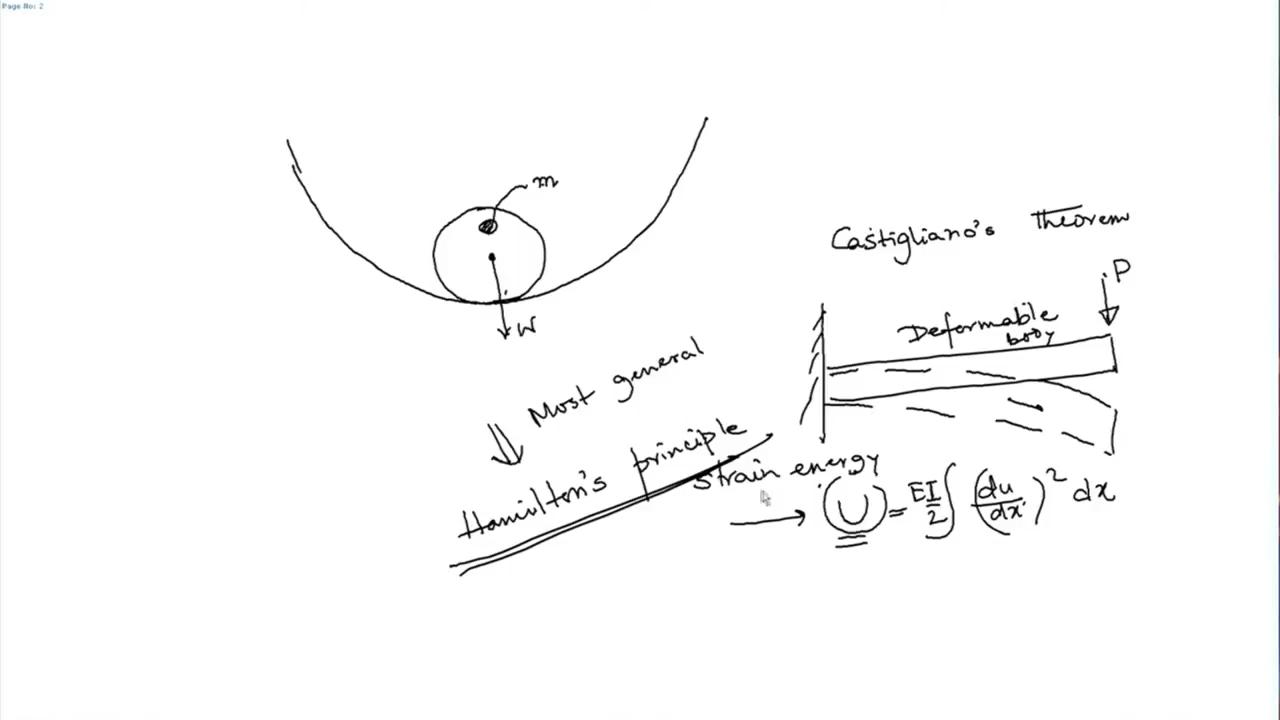 Page No: 2
m
W
Most general
Hamilton's principle
Castigliano's Theorem
P
Deformable
body
Strain energy
U = EI/2 ∫ (du/dx)² dx